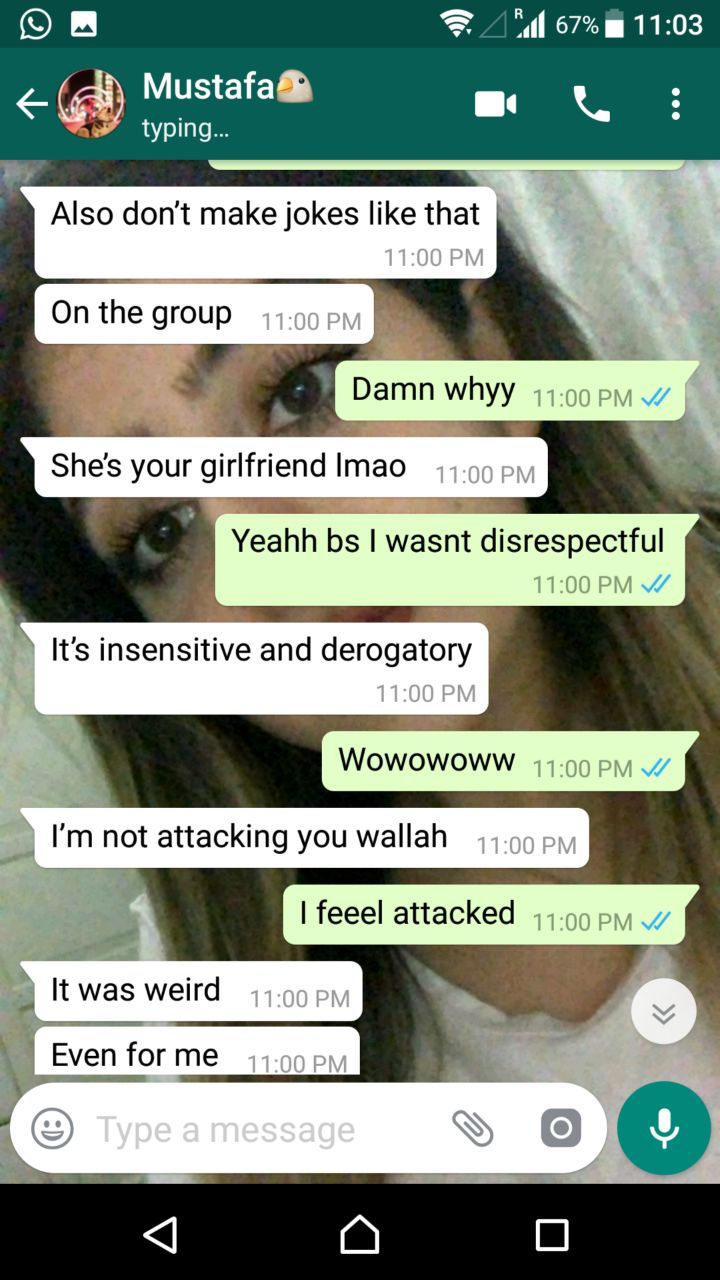 R 67% 11:03
Mustafa🐤
typing...
Also don't make jokes like that
11:00 PM
On the group 11:00 PM
Damn whyy 11:00 PM
She's your girlfriend lmao 11:00 PM
Yeahh bs I wasnt disrespectful
11:00 PM
It's insensitive and derogatory
11:00 PM
Wowowoww 11:00 PM
I'm not attacking you wallah 11:00 PM
I feeel attacked 11:00 PM
It was weird 11:00 PM
Even for me 11:00 PM
Type a message